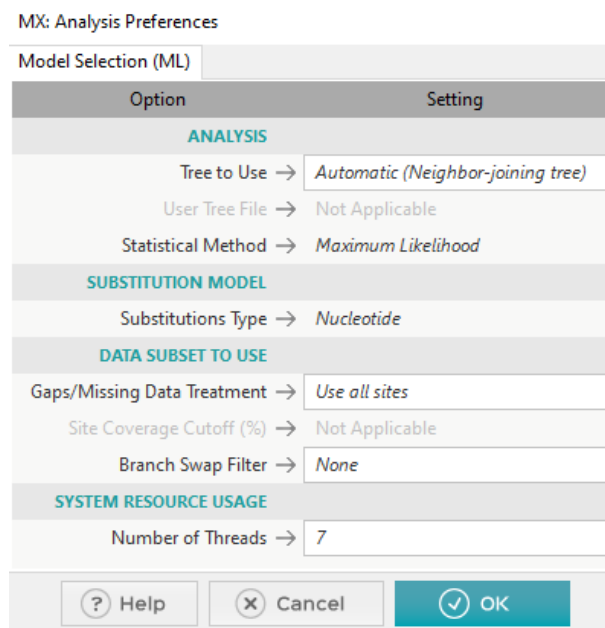 MX: Analysis Preferences
Model Selection (ML)
Option Setting
ANALYSIS
Tree to Use → Automatic (Neighbor-joining tree)
User Tree File → Not Applicable
Statistical Method → Maximum Likelihood
SUBSTITUTION MODEL
Substitutions Type → Nucleotide
DATA SUBSET TO USE
Gaps/Missing Data Treatment → Use all sites
Site Coverage Cutoff (%) → Not Applicable
Branch Swap Filter → None
SYSTEM RESOURCE USAGE
Number of Threads → 7
? Help Cancel OK